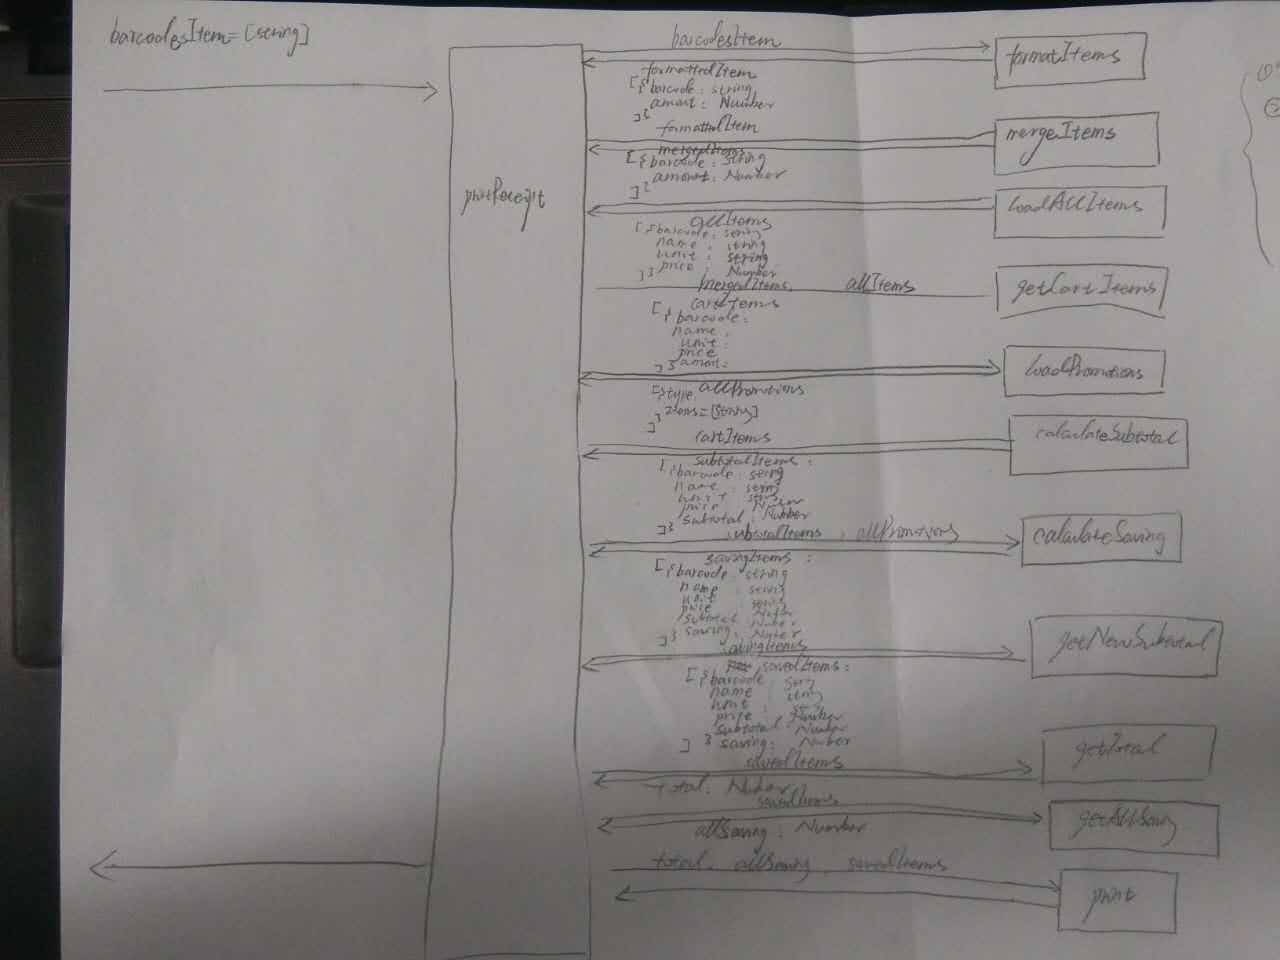 barcodesItem=[string]
barcodesItem
formatItems
formattedItem
[{barcode: string
amount: Number
}]
formattedItem
mergeItems
mergedItems
[{barcode: string
amount: Number
}]
printReceipt
loadALLItems
allItems
[{barcode: string
name : string
unit : string
price : Number
}]
mergedItems, allItems
getCartItems
cartItems
[{barcode:
name :
unit :
price
amount:
}]
loadPromotions
allPromotions
[{type
items=[string]
}]
cartItems
calculateSubtotal
subtotalItems:
[{barcode: string
name : string
unit : string
price : Number
subtotal: Number
}]
subtotalItems, allPromotions
calculateSaving
savingItems:
[{barcode: string
name : string
unit : string
price : Number
subtotal: Number
saving: Number
}]
savingItems
getNewSubtotal
savedItems:
[{barcode: string
name : string
unit : string
price : Number
subtotal: Number
saving: Number
}]
savedItems
getTotal
total: Number
savedItems
getAllSaving
allSaving: Number
total, allSaving, savedItems
print